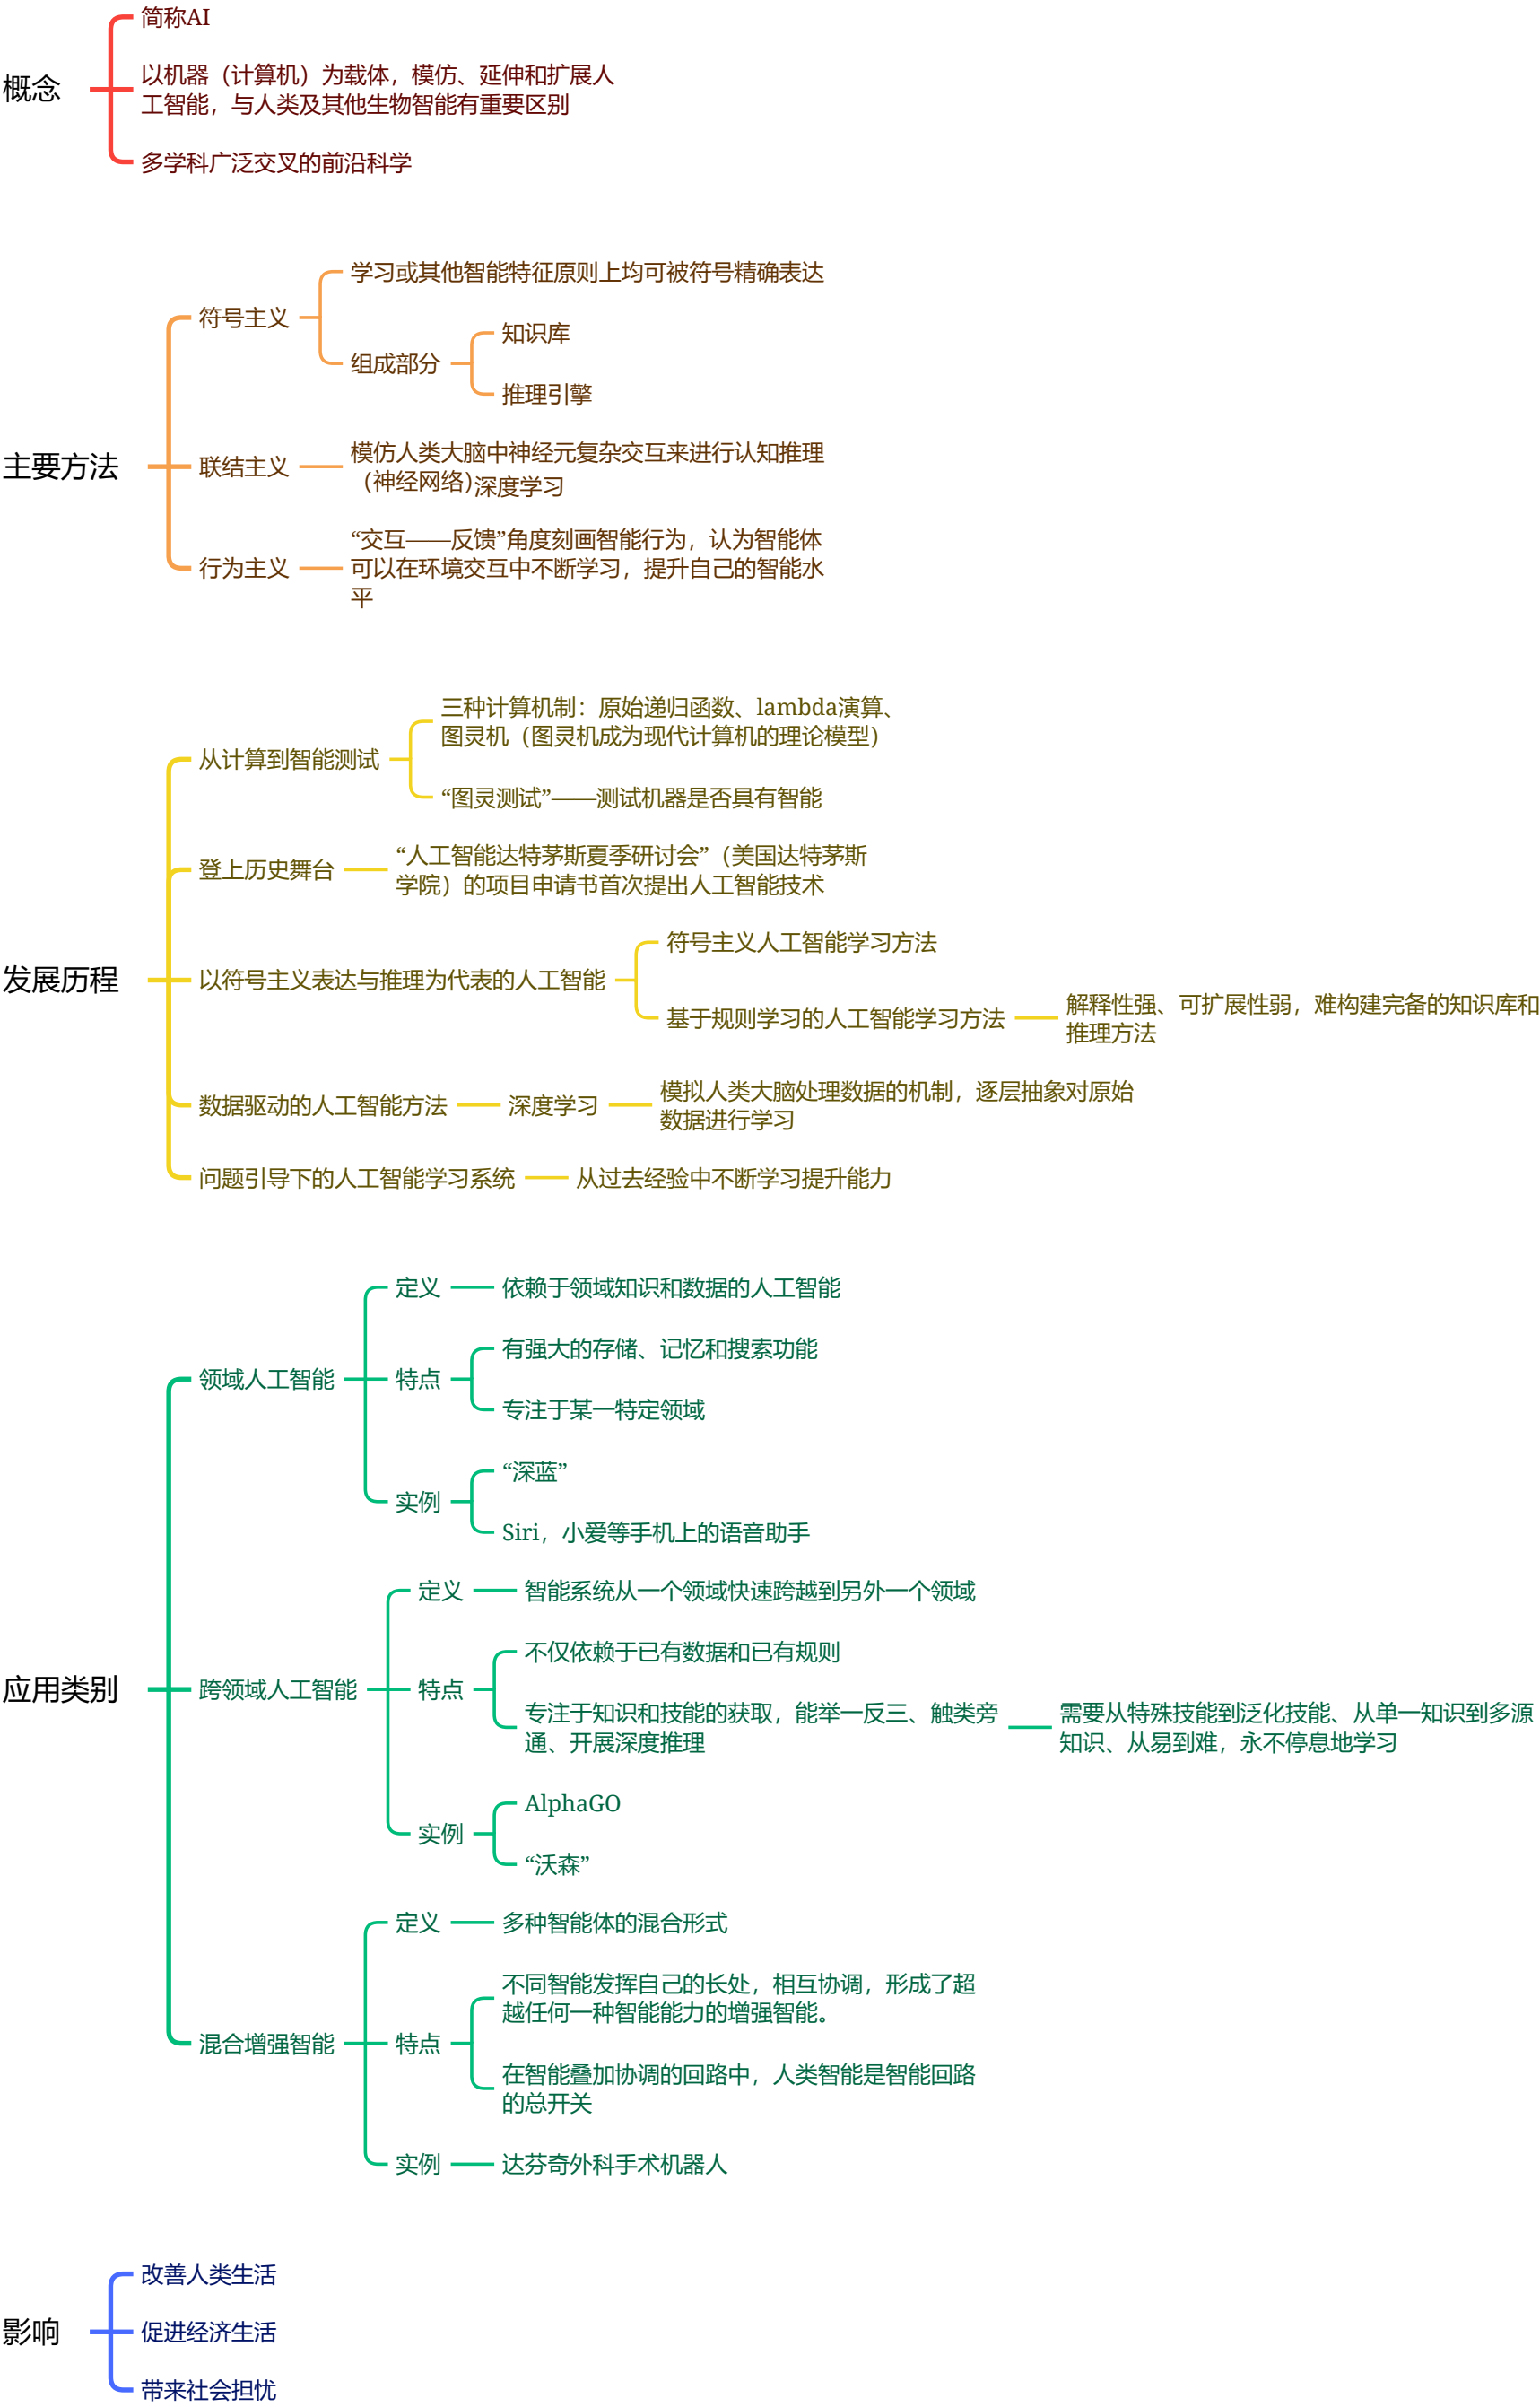 概念
简称AI
以机器（计算机）为载体，模仿、延伸和扩展人
工智能，与人类及其他生物智能有重要区别
多学科广泛交叉的前沿科学
主要方法
符号主义
学习或其他智能特征原则上均可被符号精确表达
组成部分
知识库
推理引擎
联结主义
模仿人类大脑中神经元复杂交互来进行认知推理
（神经网络）深度学习
行为主义
“交互——反馈”角度刻画智能行为，认为智能体
可以在环境交互中不断学习，提升自己的智能水
平
发展历程
从计算到智能测试
三种计算机制：原始递归函数、lambda演算、
图灵机（图灵机成为现代计算机的理论模型）
“图灵测试”——测试机器是否具有智能
登上历史舞台
“人工智能达特茅斯夏季研讨会”（美国达特茅斯
学院）的项目申请书首次提出人工智能技术
以符号主义表达与推理为代表的人工智能
符号主义人工智能学习方法
基于规则学习的人工智能学习方法
解释性强、可扩展性弱，难构建完备的知识库和
推理方法
数据驱动的人工智能方法
深度学习
模拟人类大脑处理数据的机制，逐层抽象对原始
数据进行学习
问题引导下的人工智能学习系统
从过去经验中不断学习提升能力
应用类别
领域人工智能
定义
依赖于领域知识和数据的人工智能
特点
有强大的存储、记忆和搜索功能
专注于某一特定领域
实例
“深蓝”
Siri，小爱等手机上的语音助手
跨领域人工智能
定义
智能系统从一个领域快速跨越到另外一个领域
特点
不仅依赖于已有数据和已有规则
专注于知识和技能的获取，能举一反三、触类旁
通、开展深度推理
需要从特殊技能到泛化技能、从单一知识到多源
知识、从易到难，永不停息地学习
实例
AlphaGO
“沃森”
混合增强智能
定义
多种智能体的混合形式
特点
不同智能发挥自己的长处，相互协调，形成了超
越任何一种智能能力的增强智能。
在智能叠加协调的回路中，人类智能是智能回路
的总开关
实例
达芬奇外科手术机器人
影响
改善人类生活
促进经济生活
带来社会担忧